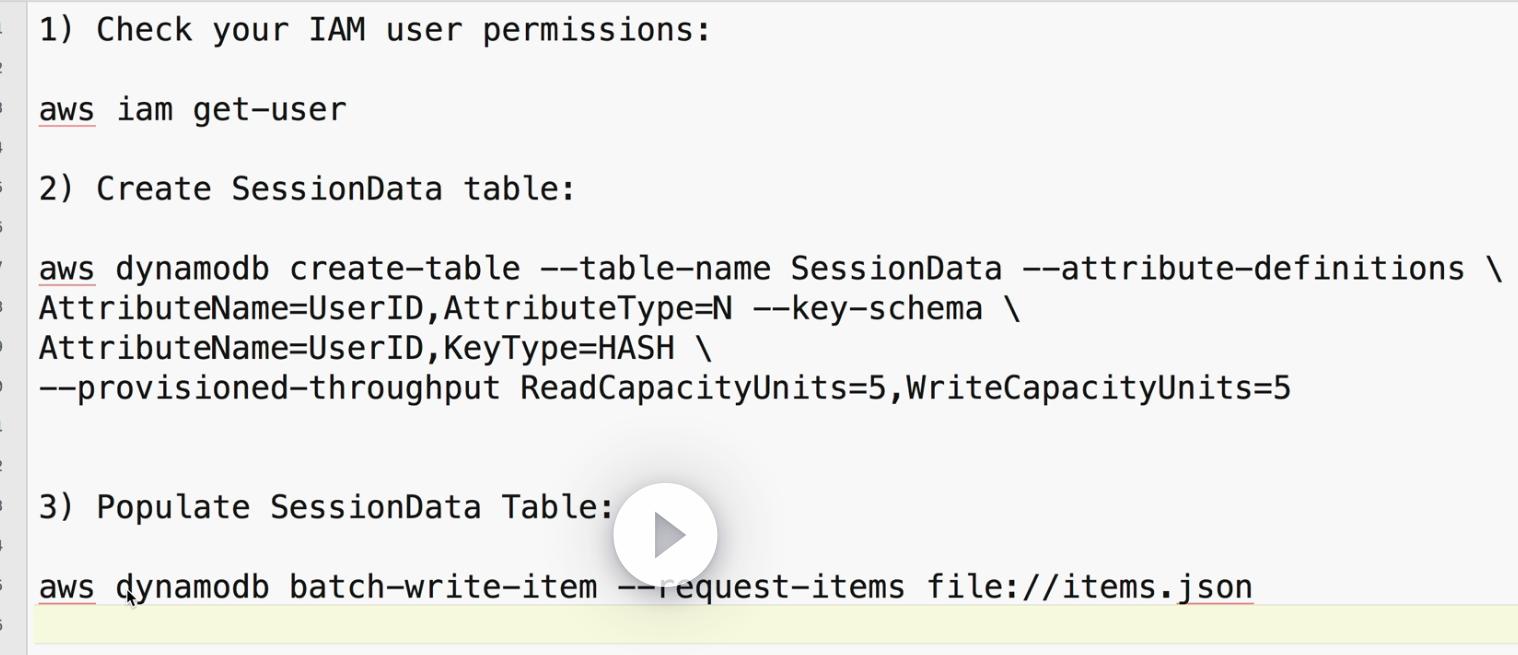 1) Check your IAM user permissions:
aws iam get-user
2) Create SessionData table:
aws dynamodb create-table --table-name SessionData --attribute-definitions \
AttributeName=UserID,AttributeType=N --key-schema \
AttributeName=UserID,KeyType=HASH \
--provisioned-throughput ReadCapacityUnits=5,WriteCapacityUnits=5
3) Populate SessionData Table:
aws dynamodb batch-write-item --request-items file://items.json